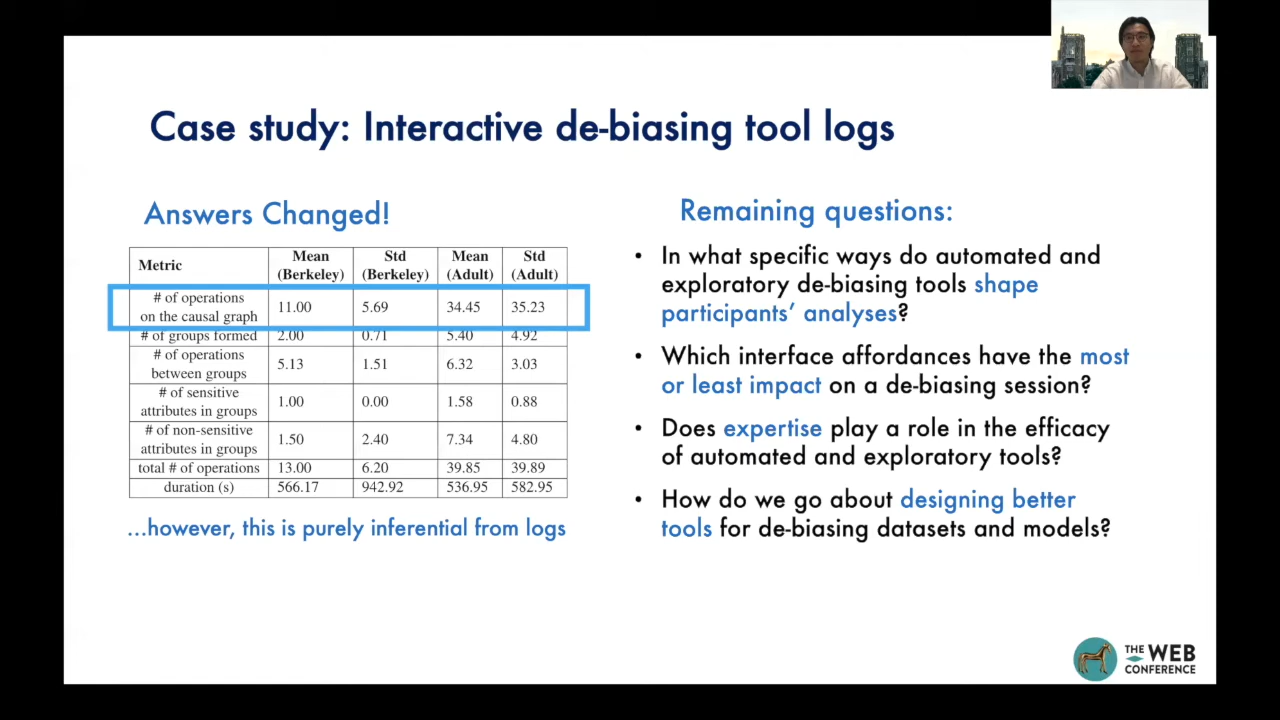 Case study: Interactive de-biasing tool logs
Answers Changed!
Metric Mean (Berkeley) Std (Berkeley) Mean (Adult) Std (Adult)
# of operations on the causal graph 11.00 5.69 34.45 35.23
# of groups formed 2.00 0.71 5.40 4.92
# of operations between groups 5.13 1.51 6.32 3.03
# of sensitive attributes in groups 1.00 0.00 1.58 0.88
# of non-sensitive attributes in groups 1.50 2.40 7.34 4.80
total # of operations 13.00 6.20 39.85 39.89
duration (s) 566.17 942.92 536.95 582.95
...however, this is purely inferential from logs
Remaining questions:
• In what specific ways do automated and
exploratory de-biasing tools shape
participants’ analyses?
• Which interface affordances have the most
or least impact on a de-biasing session?
• Does expertise play a role in the efficacy
of automated and exploratory tools?
• How do we go about designing better
tools for de-biasing datasets and models?
THE WEB
CONFERENCE